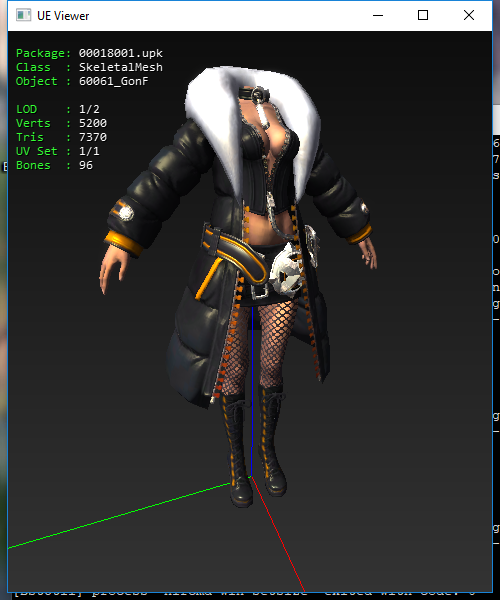 UE Viewer
Package: 00018001.upk
Class : SkeletalMesh
Object : 60061_GonF
LOD : 1/2
Verts : 5200
Tris : 7370
UV Set : 1/1
Bones : 96